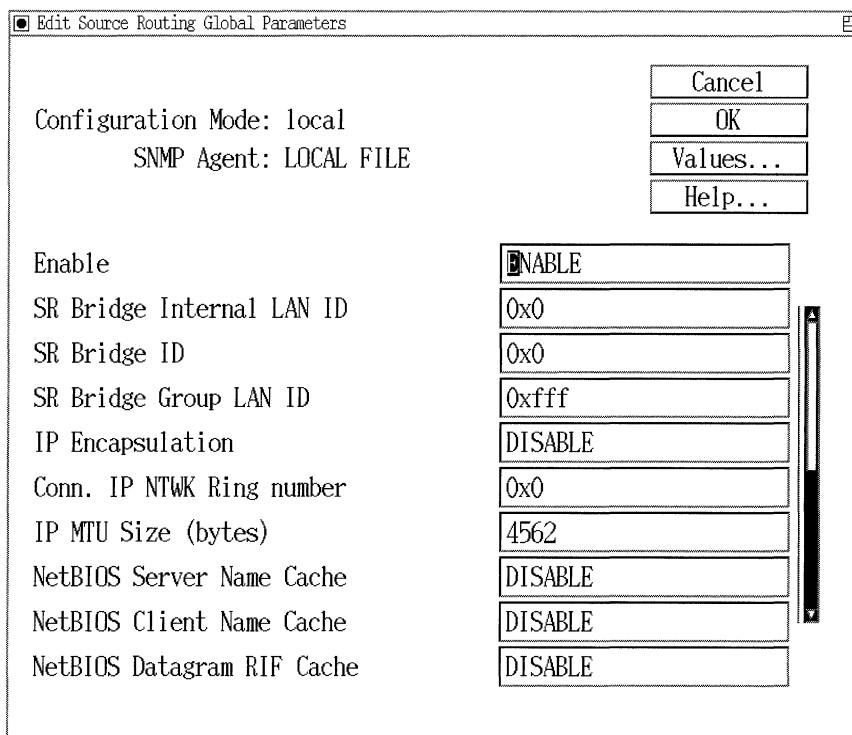 Edit Source Routing Global Parameters
Cancel
Configuration Mode: local
OK
SNMP Agent: LOCAL FILE
Values...
Help...
Enable ENABLE
SR Bridge Internal LAN ID 0x0
SR Bridge ID 0x0
SR Bridge Group LAN ID 0xfff
IP Encapsulation DISABLE
Conn. IP NTWK Ring number 0x0
IP MTU Size (bytes) 4562
NetBIOS Server Name Cache DISABLE
NetBIOS Client Name Cache DISABLE
NetBIOS Datagram RIF Cache DISABLE